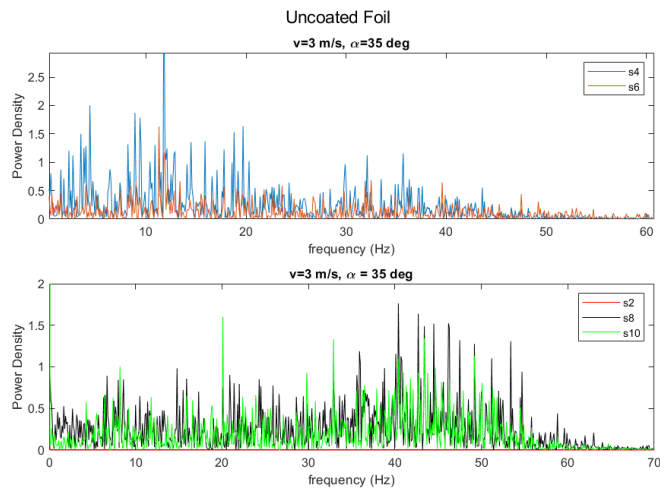 Uncoated Foil
v=3 m/s, α=35 deg
Power Density
2.5
2
1.5
1
0.5
0
s4
s6
10
20
30
40
50
60
frequency (Hz)
v=3 m/s, α = 35 deg
Power Density
2
1.5
1
0.5
0
s2
s8
s10
0
10
20
30
40
50
60
70
frequency (Hz)